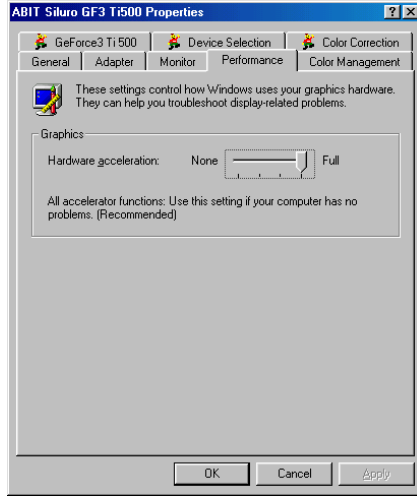 ABIT Siluro GF3 Ti500 Properties
GeForce3 Ti 500 Device Selection Color Correction
General Adapter Monitor Performance Color Management
These settings control how Windows uses your graphics hardware.
They can help you troubleshoot display-related problems.
Graphics
Hardware acceleration: None Full
All accelerator functions: Use this setting if your computer has no
problems. (Recommended)
OK Cancel Apply